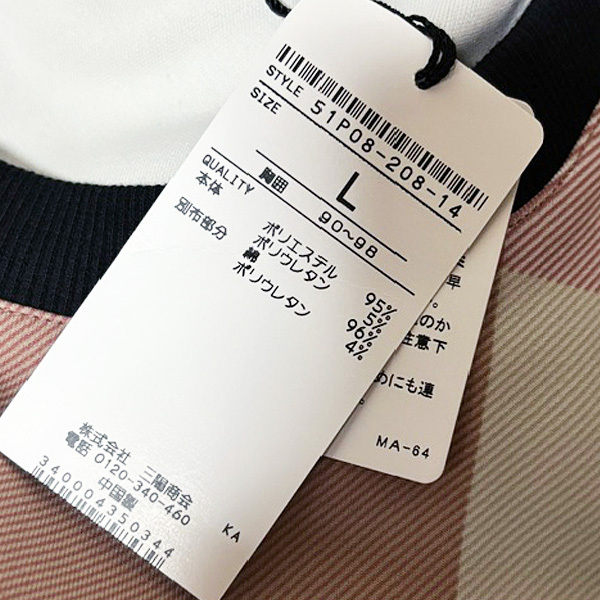 STYLE 51P08-208-14
SIZE
L
胸囲 90~98
QUALITY
本体 ポリエステル 95%
ポリウレタン 5%
別布部分 綿 96%
ポリウレタン 4%
株式会社 三陽商会
電話 0120-340-460
中国製
KA
3400004350344
早
。
のか
注意下
めにも連
MA-64